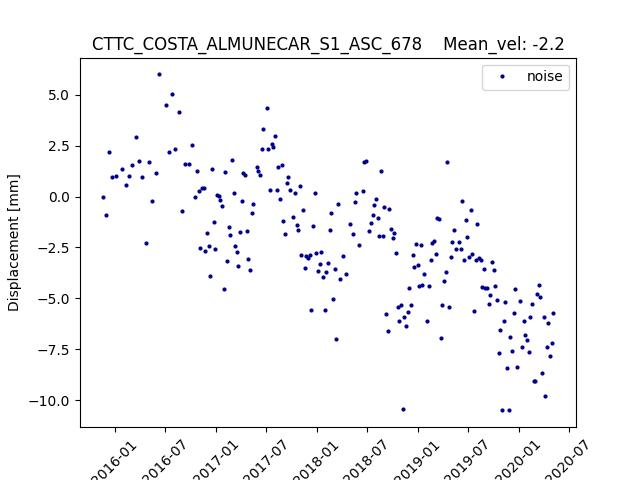 CTTC_COSTA_ALMUNECAR_S1_ASC_678    Mean_vel: -2.2
noise
Displacement [mm]
5.0
2.5
0.0
−2.5
−5.0
−7.5
−10.0
2016-01 2016-07 2017-01 2017-07 2018-01 2018-07 2019-01 2019-07 2020-01 2020-07